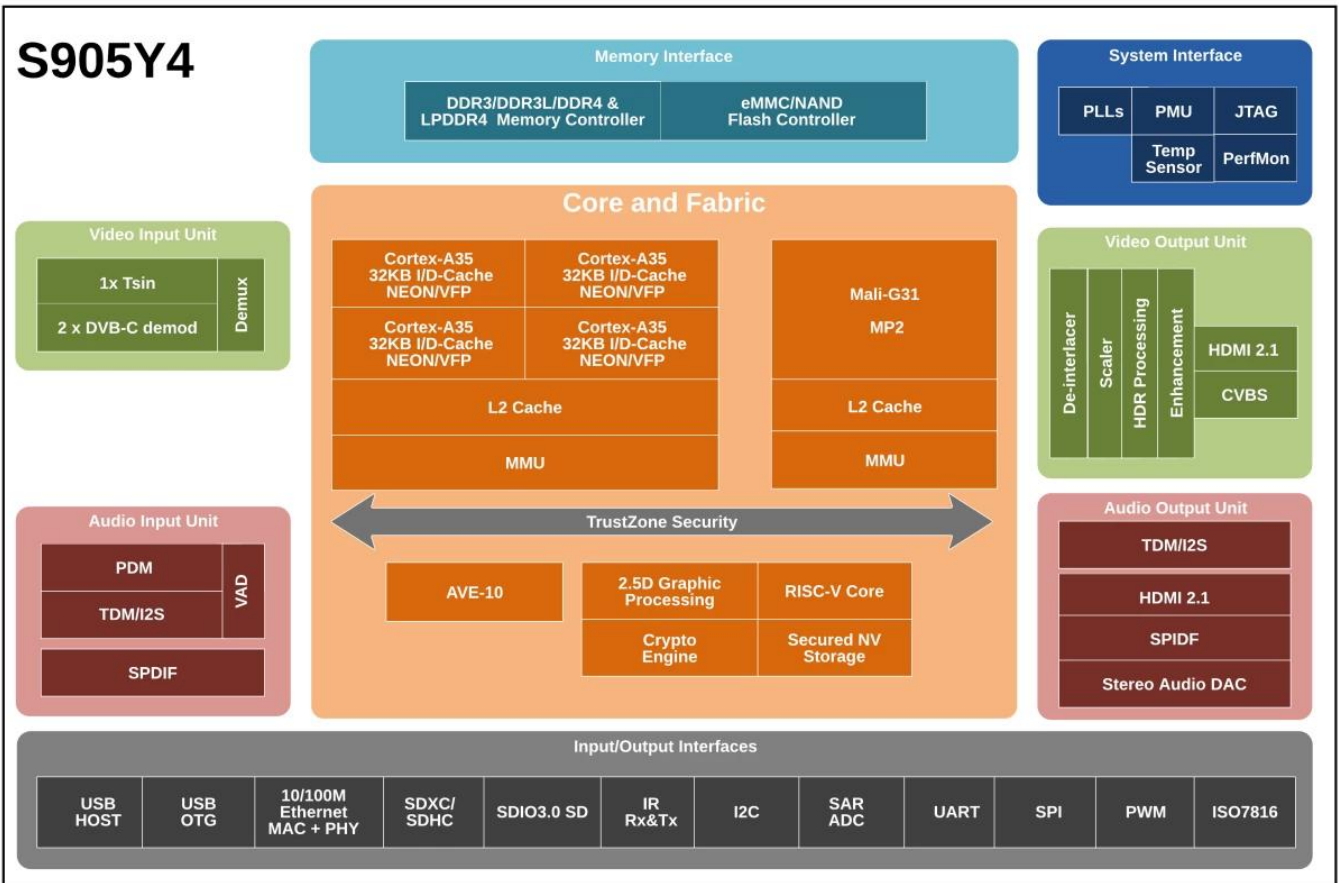 S905Y4
Memory Interface
DDR3/DDR3L/DDR4 &
LPDDR4 Memory Controller
eMMC/NAND
Flash Controller
System Interface
PLLs
PMU
JTAG
Temp
Sensor
PerfMon
Core and Fabric
Cortex-A35
32KB I/D-Cache
NEON/VFP
Cortex-A35
32KB I/D-Cache
NEON/VFP
Cortex-A35
32KB I/D-Cache
NEON/VFP
Cortex-A35
32KB I/D-Cache
NEON/VFP
L2 Cache
MMU
Mali-G31
MP2
L2 Cache
MMU
TrustZone Security
AVE-10
2.5D Graphic
Processing
RISC-V Core
Crypto
Engine
Secured NV
Storage
Video Input Unit
1x Tsin
2 x DVB-C demod
Demux
Video Output Unit
De-interlacer
Scaler
HDR Processing
Enhancement
HDMI 2.1
CVBS
Audio Input Unit
PDM
TDM/I2S
VAD
SPDIF
Audio Output Unit
TDM/I2S
HDMI 2.1
SPIDF
Stereo Audio DAC
Input/Output Interfaces
USB
HOST
USB
OTG
10/100M
Ethernet
MAC + PHY
SDXC/
SDHC
SDIO3.0 SD
IR
Rx&Tx
I2C
SAR
ADC
UART
SPI
PWM
ISO7816